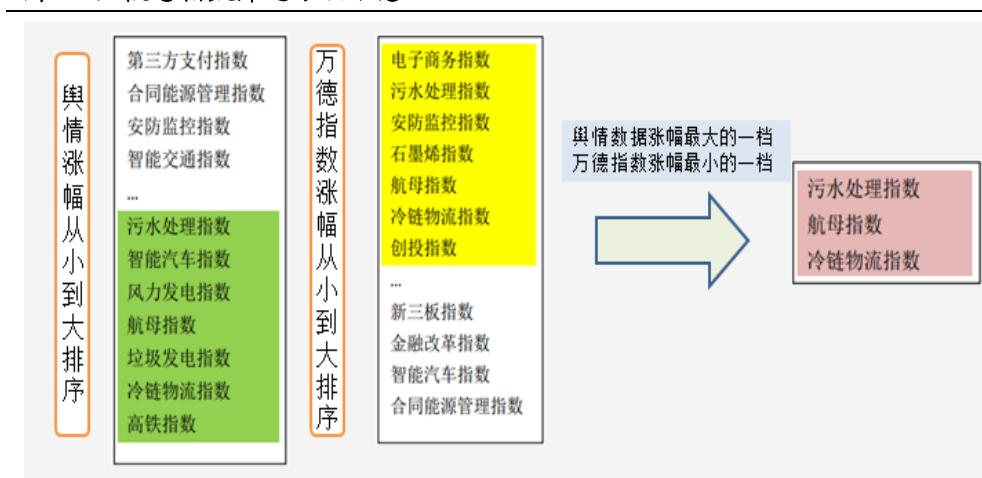 舆情涨幅从小到大排序
第三方支付指数
合同能源管理指数
安防监控指数
智能交通指数
...
污水处理指数
智能汽车指数
风力发电指数
航母指数
垃圾发电指数
冷链物流指数
高铁指数
万德指数涨幅从小到大排序
电子商务指数
污水处理指数
安防监控指数
石墨烯指数
航母指数
冷链物流指数
创投指数
...
新三板指数
金融改革指数
智能汽车指数
合同能源管理指数
舆情数据涨幅最大的一档
万德指数涨幅最小的一档
污水处理指数
航母指数
冷链物流指数